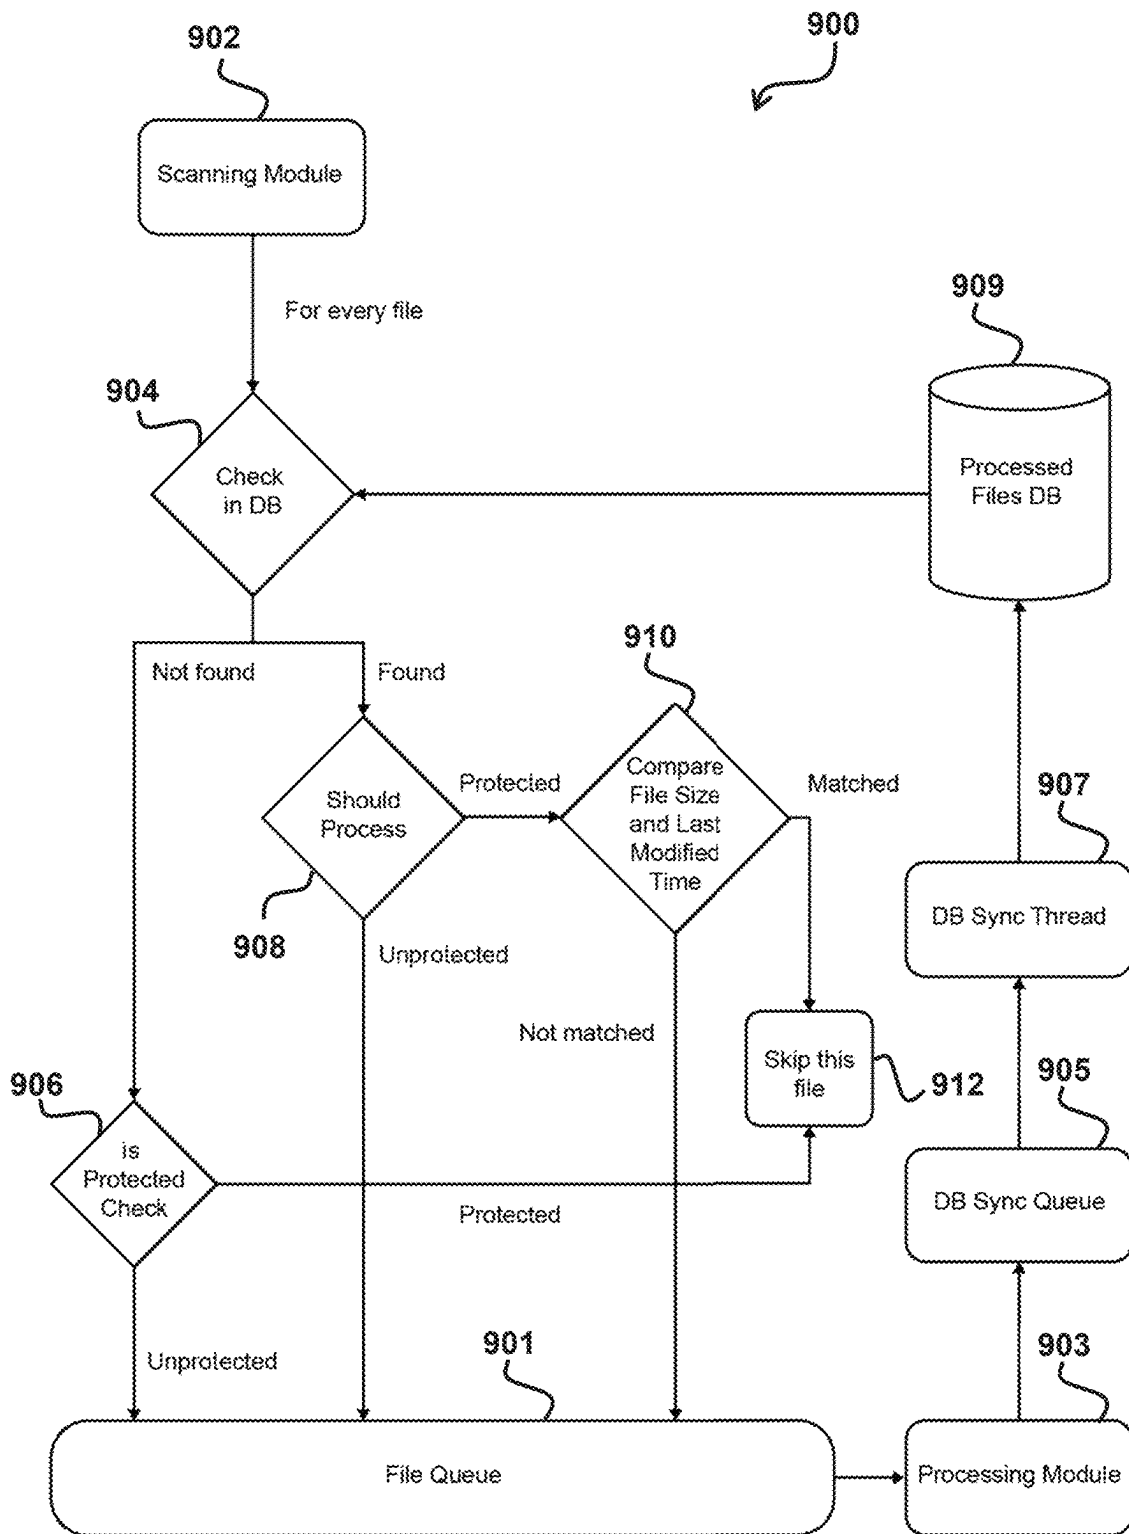 902
900
Scanning Module
For every file
909
904
Check
in DB
Processed
Files DB
Not found
Found
910
Should
Process
Protected
Compare
File Size
and Last
Modified
Time
Matched
907
908
Unprotected
DB Sync Thread
Not matched
Skip this
file
912
906
905
is
Protected
Check
Protected
DB Sync Queue
Unprotected
901
903
File Queue
Processing Module